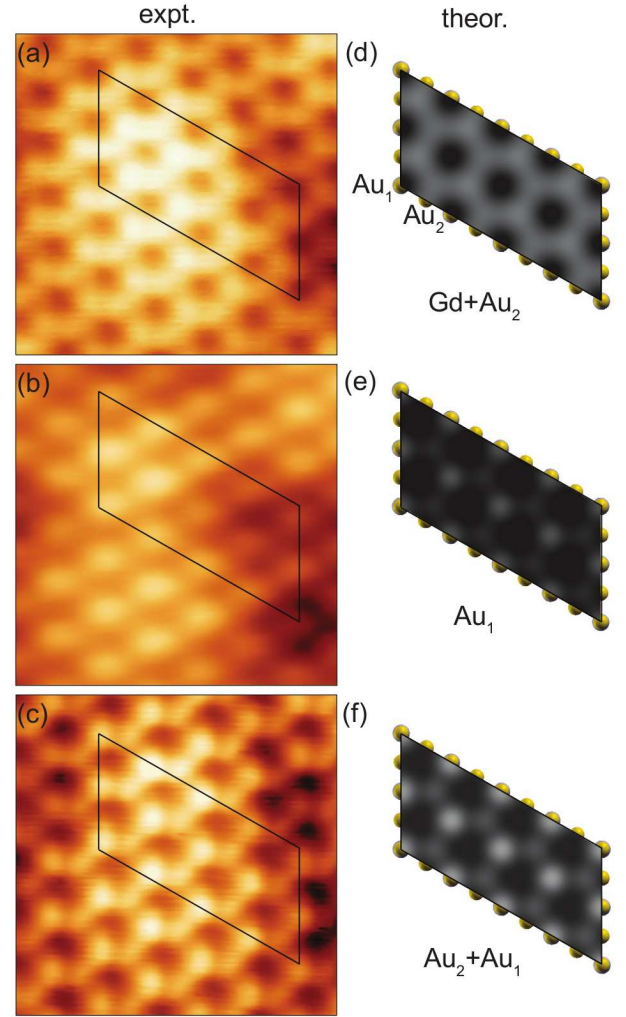 expt. theor.
(a) (d)
Au₁
Au₂
Gd+Au₂
(b) (e)
Au₁
(c) (f)
Au₂+Au₁